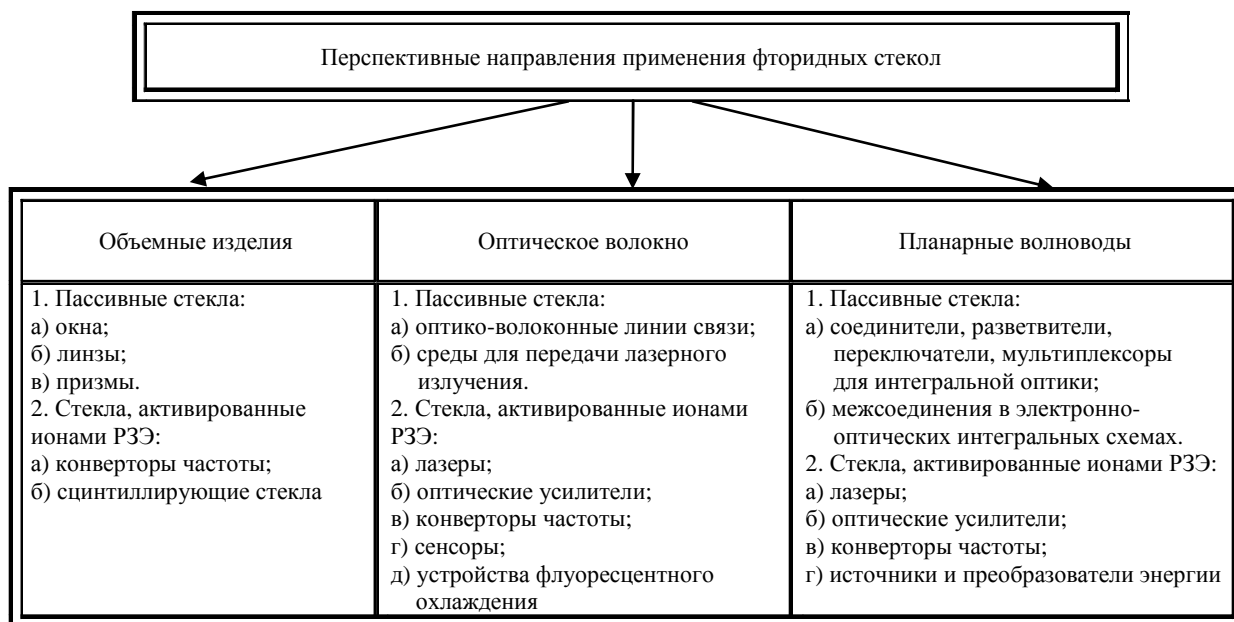 Перспективные направления применения фторидных стекол
Объемные изделия
Оптическое волокно
Планарные волноводы
1. Пассивные стекла:
а) окна;
б) линзы;
в) призмы.
2. Стекла, активированные
ионами РЗЭ:
а) конверторы частоты;
б) сцинтиллирующие стекла
1. Пассивные стекла:
а) оптико-волоконные линии связи;
б) среды для передачи лазерного
излучения.
2. Стекла, активированные ионами
РЗЭ:
а) лазеры;
б) оптические усилители;
в) конверторы частоты;
г) сенсоры;
д) устройства флуоресцентного
охлаждения
1. Пассивные стекла:
а) соединители, разветвители,
переключатели, мультиплексоры
для интегральной оптики;
б) межсоединения в электронно-
оптических интегральных схемах.
2. Стекла, активированные ионами РЗЭ:
а) лазеры;
б) оптические усилители;
в) конверторы частоты;
г) источники и преобразователи энергии